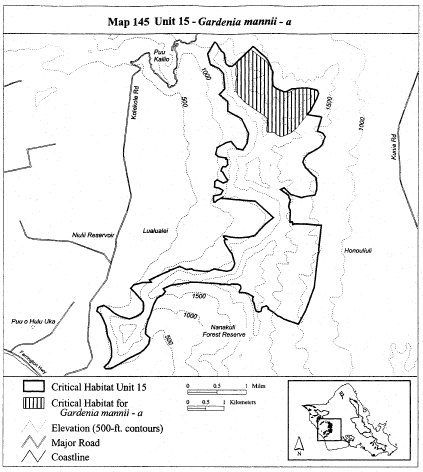 Map 145 Unit 15 - Gardenia mannii - a
Puu
Kailio
1000
500
1500
1000
Kolekole Rd
Kunia Rd
Niulii Reservoir
Lualualei
Honouliuli
1500
1000
500
Nanakuli
Forest Reserve
Puu o Hulu Uka
Farrington Hwy
Critical Habitat Unit 15
Critical Habitat for
Gardenia mannii - a
Elevation (500-ft. contours)
Major Road
Coastline
0 0.5 1 Miles
0 0.5 1 Kilometers
N